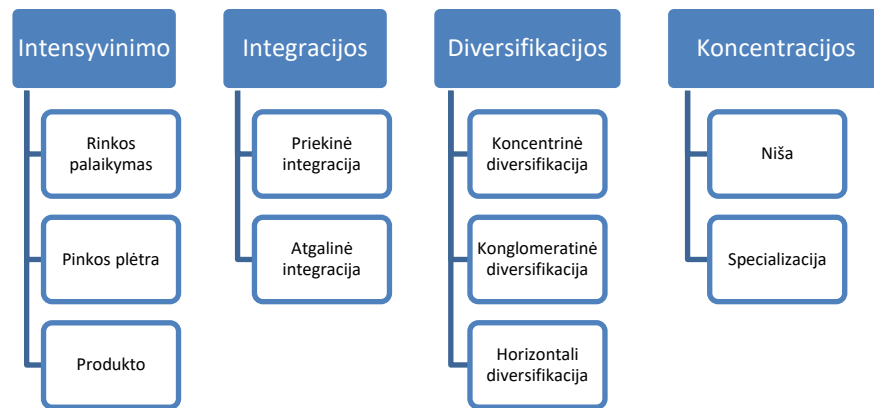 Intensyvinimo
Rinkos
palaikymas
Pinkos plėtra
Produkto
Integracijos
Priekinė
integracija
Atgalinė
integracija
Diversifikacijos
Koncentrinė
diversifikacija
Konglomeratinė
diversifikacija
Horizontali
diversifikacija
Koncentracijos
Niša
Specializacija